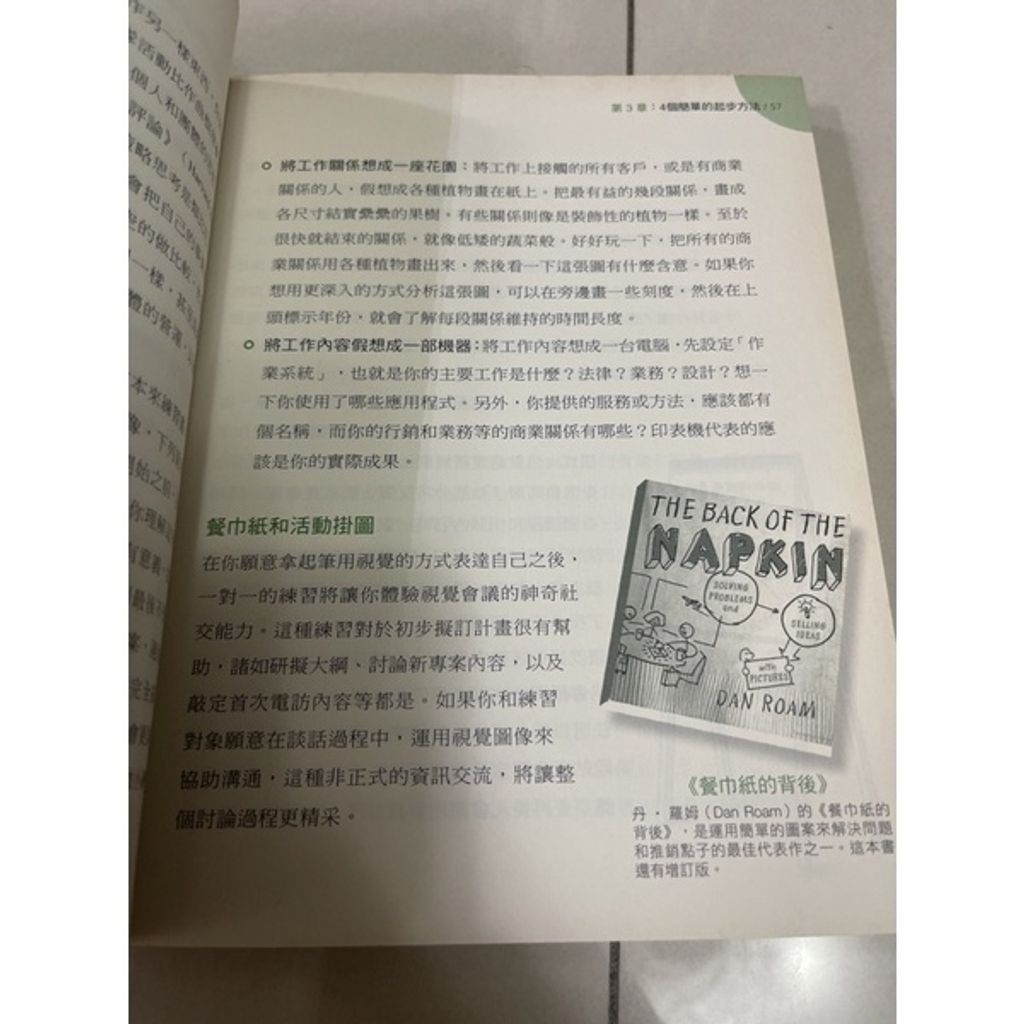 第 3 章：4個簡單的起步方法 / 57
將工作關係想成一座花園：將工作上接觸的所有客戶，或是有商業
關係的人，假想成各種植物畫在紙上。把最有益的幾段關係，畫成
各尺寸結實纍纍的果樹。有些關係則像是裝飾性的植物一樣。至於
很快就結束的關係，就像低矮的蔬菜般。好好玩一下，把所有的商
業關係用各種植物畫出來，然後看一下這張圖有什麼含意。如果你
想用更深入的方式分析這張圖，可以在旁邊畫一些刻度，然後在上
頭標示年份，就會了解每段關係維持的時間長度。
將工作內容假想成一部機器：將工作內容想成一台電腦，先設定「作
業系統」，也就是你的主要工作是什麼？法律？業務？設計？想一
下你使用了哪些應用程式。另外，你提供的服務或方法，應該都有
個名稱，而你的行銷和業務等的商業關係有哪些？印表機代表的應
該是你的實際成果。
餐巾紙和活動掛圖
在你願意拿起筆用視覺的方式表達自己之後，
一對一的練習將讓你體驗視覺會議的神奇社
交能力。這種練習對於初步擬訂計畫很有幫
助，諸如研擬大綱、討論新專案內容，以及
敲定首次電訪內容等都是。如果你和練習
對象願意在談話過程中，運用視覺圖像來
協助溝通，這種非正式的資訊交流，將讓整
個討論過程更精采。
THE BACK OF THE
NAPKIN
SOLVING
PROBLEMS
and
SELLING
IDEAS
with
PICTURES
DAN ROAM
《餐巾紙的背後》
丹・羅姆（Dan Roam）的《餐巾紙的
背後》，是運用簡單的圖案來解決問題
和推銷點子的最佳代表作之一。這本書
還有增訂版。